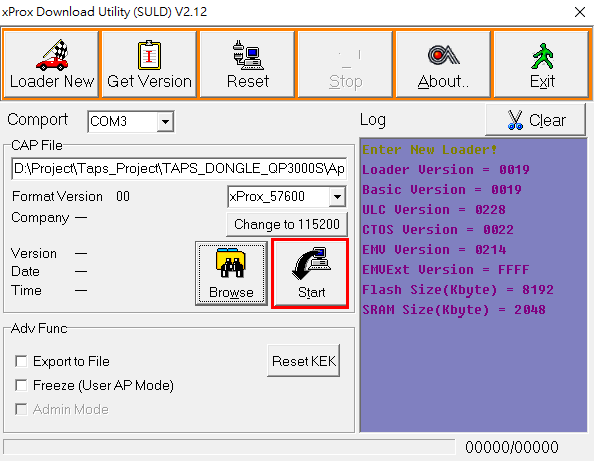 xProx Download Utility (SULD) V2.12
Loader New
Get Version
Reset
Stop
About..
Exit
Comport
COM3
Log
Clear
CAP File
D:\Project\Taps_Project\TAPS_DONGLE_QP3000S\Ap
Format Version 00
xProx_57600
Company —
Change to 115200
Version —
Date —
Time —
Browse
Start
Adv Func
Export to File
Reset KEK
Freeze (User AP Mode)
Admin Mode
Enter New Loader!
Loader Version = 0019
Basic Version = 0019
ULC Version = 0228
CTOS Version = 0022
EMV Version = 0214
EMVExt Version = FFFF
Flash Size(Kbyte) = 8192
SRAM Size(Kbyte) = 2048
00000/00000